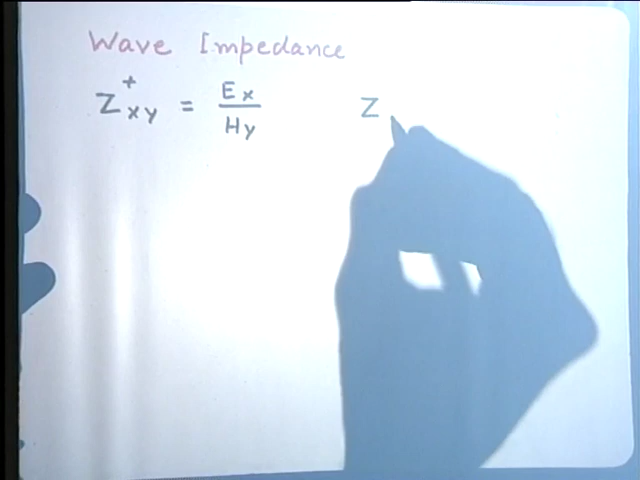 Wave Impedance
Z⁺xy = Ex/Hy Z